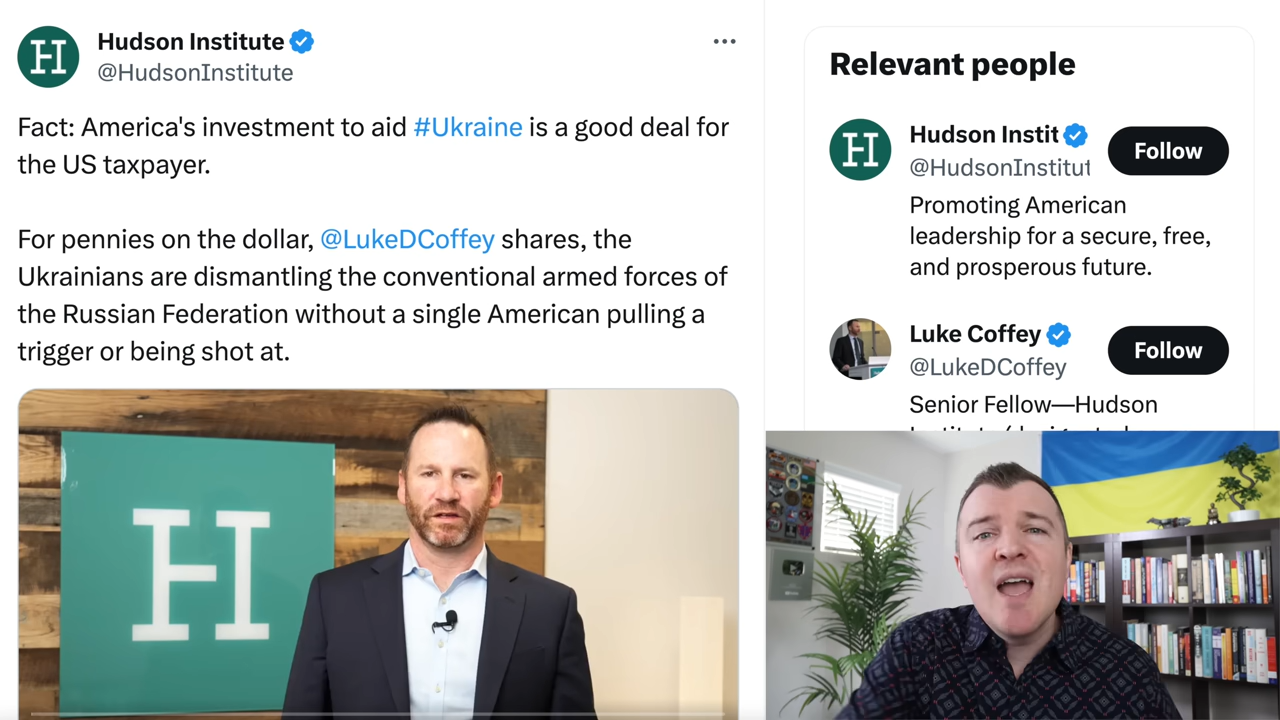 Hudson Institute
@HudsonInstitute
Fact: America's investment to aid #Ukraine is a good deal for
the US taxpayer.
For pennies on the dollar, @LukeDCoffey shares, the
Ukrainians are dismantling the conventional armed forces of
the Russian Federation without a single American pulling a
trigger or being shot at.
H
Relevant people
Hudson Instit
@HudsonInstitut
Follow
Promoting American
leadership for a secure, free,
and prosperous future.
Luke Coffey
@LukeDCoffey
Follow
Senior Fellow—Hudson